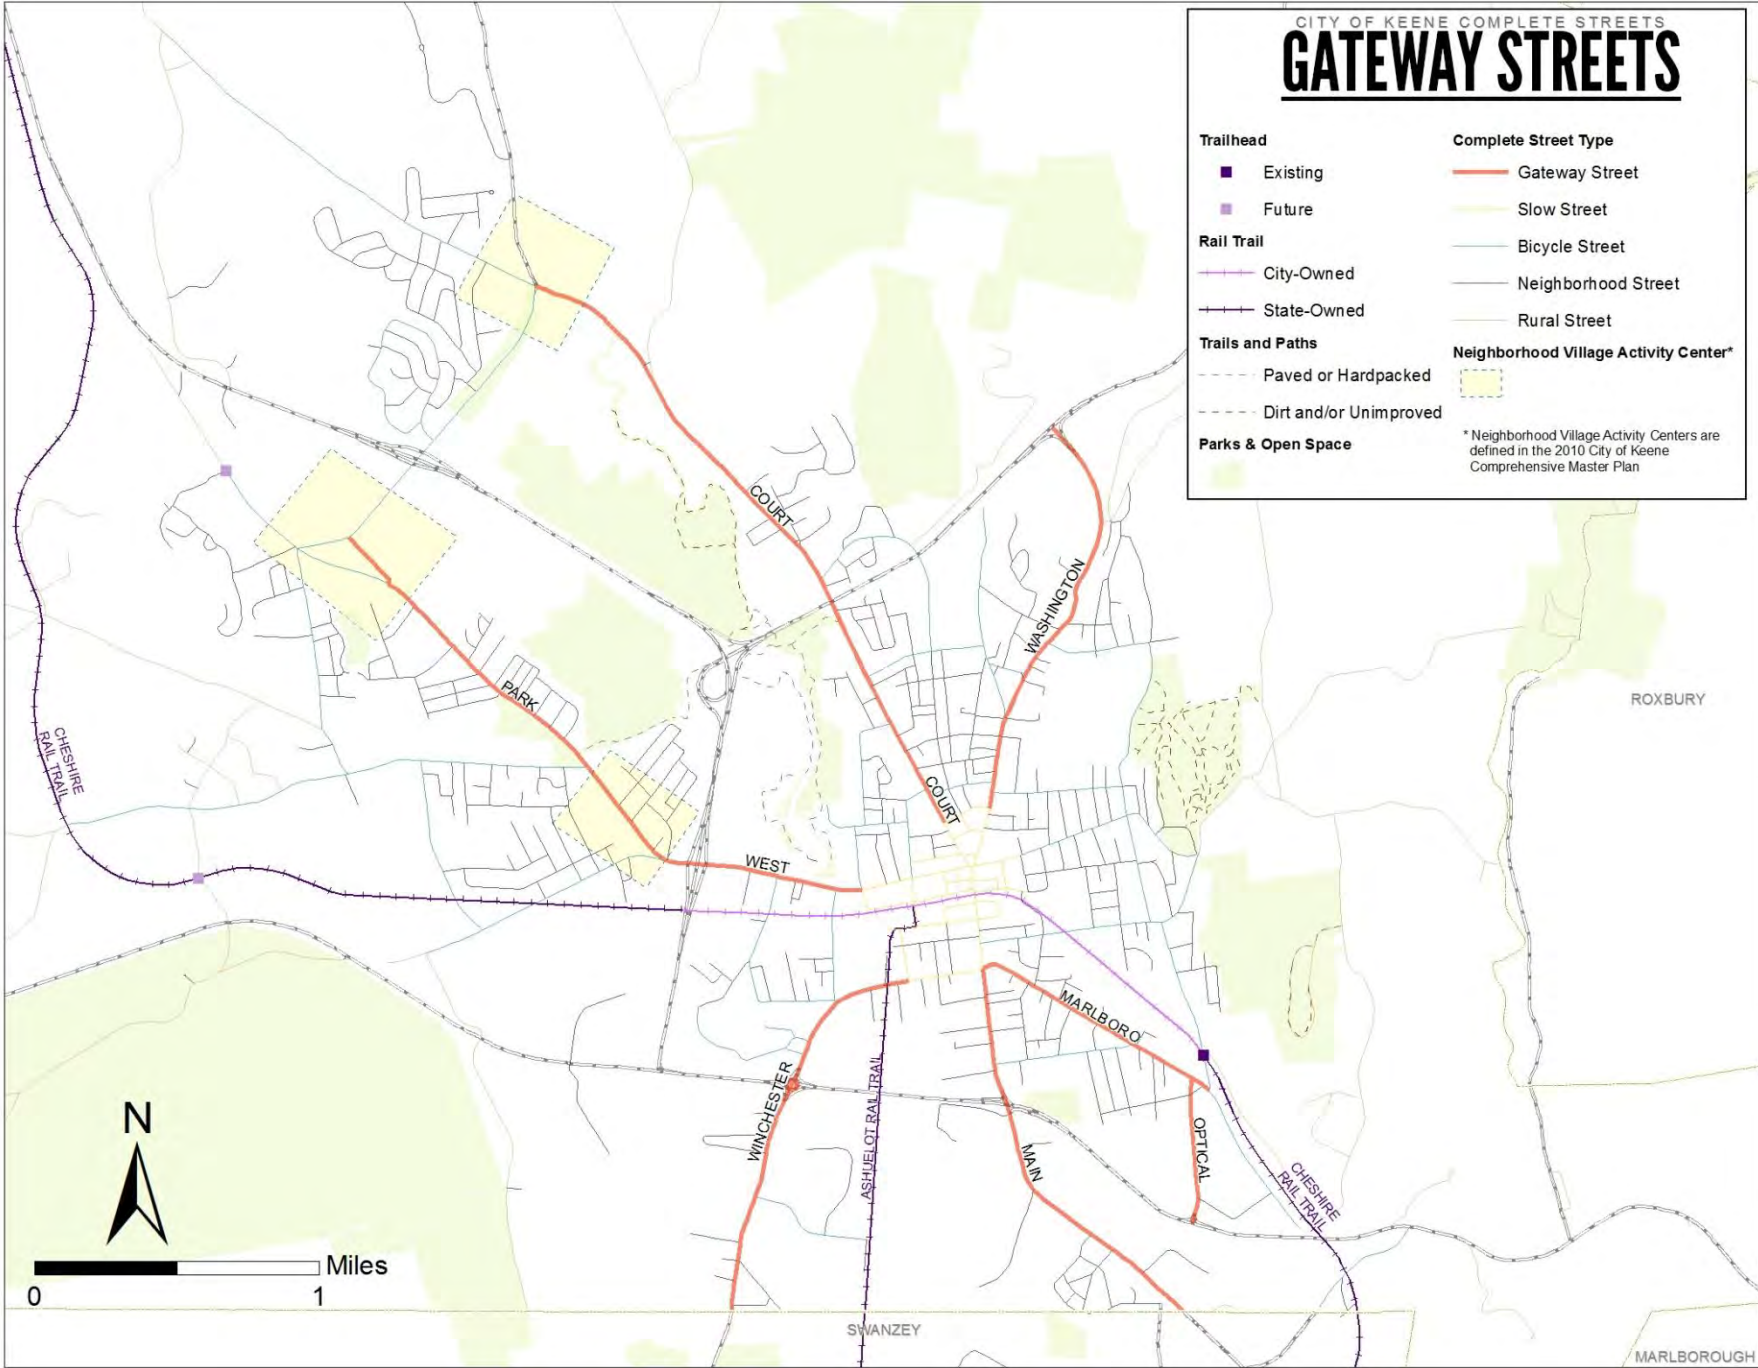 CITY OF KEENE COMPLETE STREETS
GATEWAY STREETS
Trailhead
Existing
Future
Rail Trail
City-Owned
State-Owned
Trails and Paths
Paved or Hardpacked
Dirt and/or Unimproved
Parks & Open Space
Complete Street Type
Gateway Street
Slow Street
Bicycle Street
Neighborhood Street
Rural Street
Neighborhood Village Activity Center*
* Neighborhood Village Activity Centers are
defined in the 2010 City of Keene
Comprehensive Master Plan
COURT
WASHINGTON
PARK
ROXBURY
CHESHIRE
RAIL TRAIL
COURT
WEST
MARLBORO
WINCHESTER
ASHUELOT RAIL TRAIL
OPTICAL
MAIN
CHESHIRE
RAIL TRAIL
N
Miles
0
1
SWANZEY
MARLBOROUGH